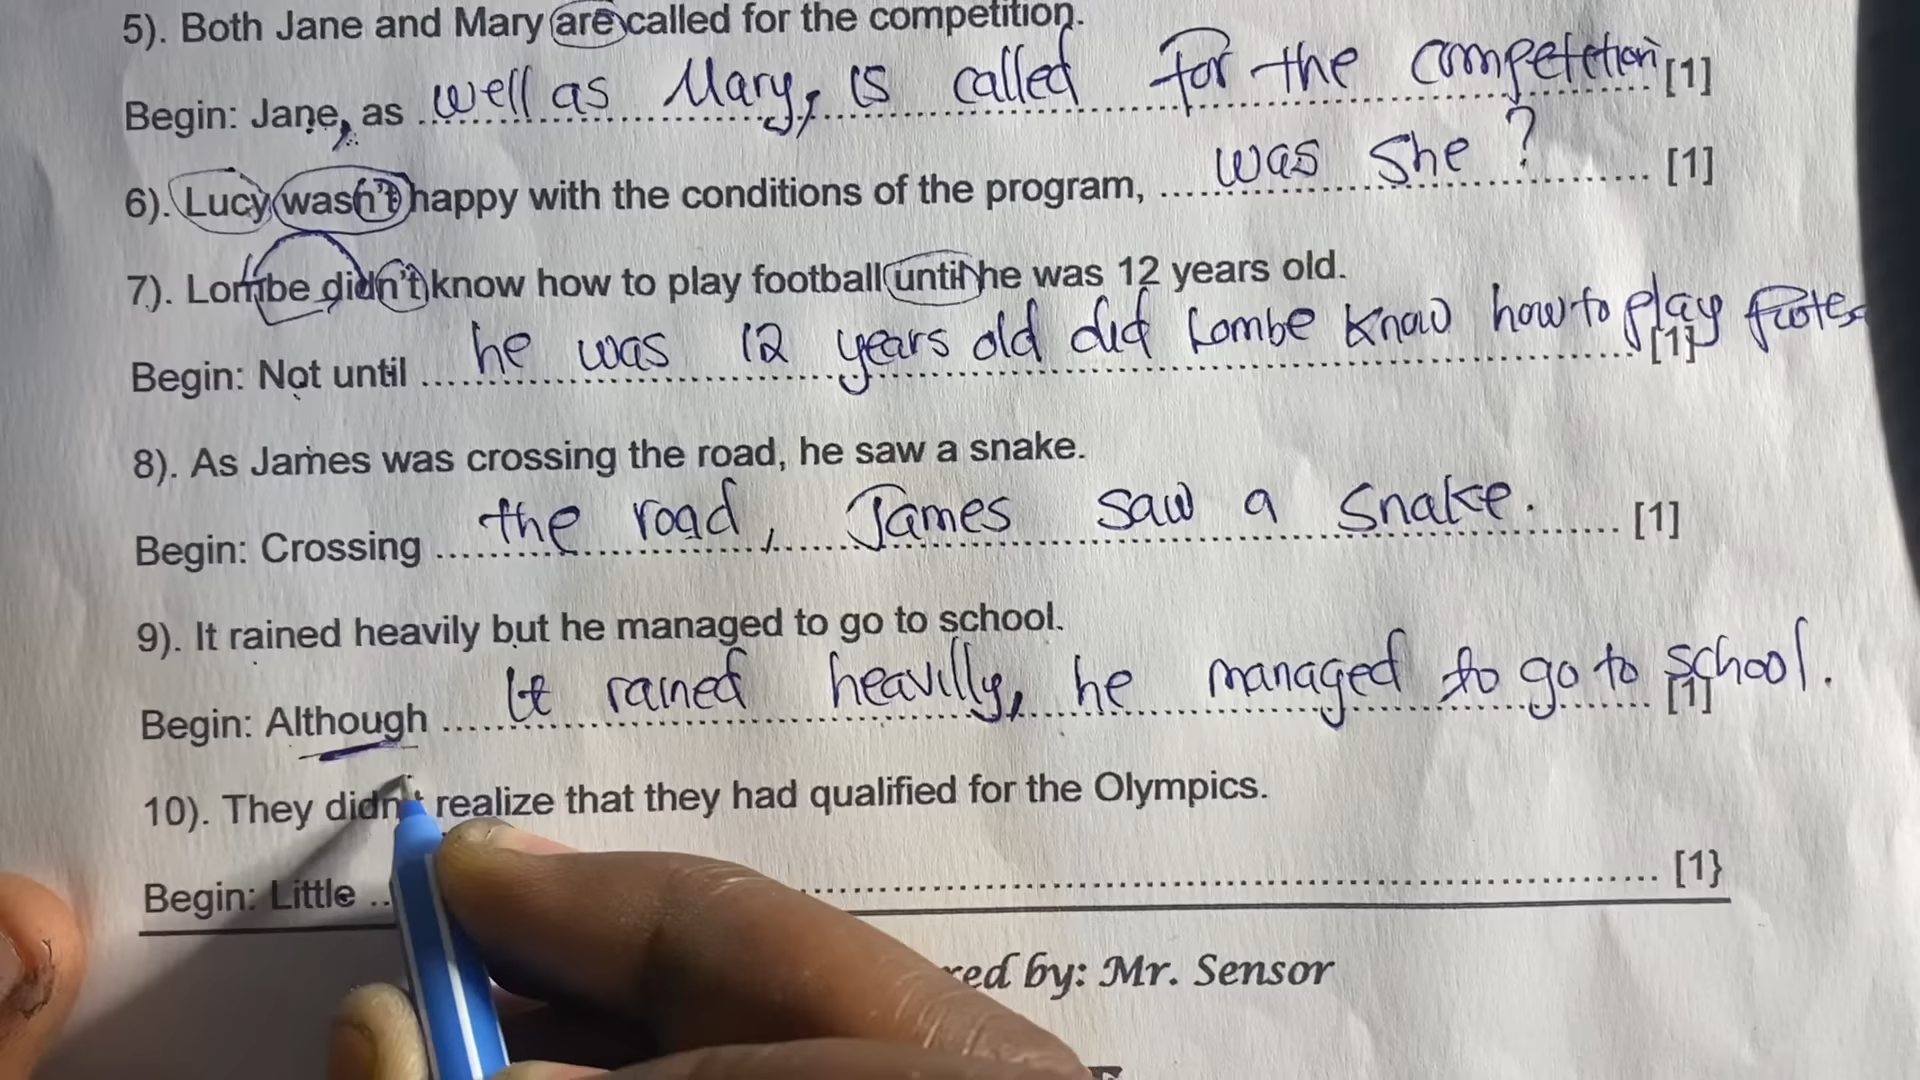 5). Both Jane and Mary are called for the competition.
Begin: Jane, as well as Mary, is called for the competetion [1]
6). Lucy wasn't happy with the conditions of the program, was she? [1]
7). Lombe didn't know how to play football until he was 12 years old.
Begin: Not until he was 12 years old did Lombe know how to play [1]
8). As James was crossing the road, he saw a snake.
Begin: Crossing the road, James saw a snake. [1]
9). It rained heavily but he managed to go to school.
Begin: Although it rained heavilly, he managed to go to school. [1]
10). They didn't realize that they had qualified for the Olympics.
Begin: Little [1}
by: Mr. Sensor